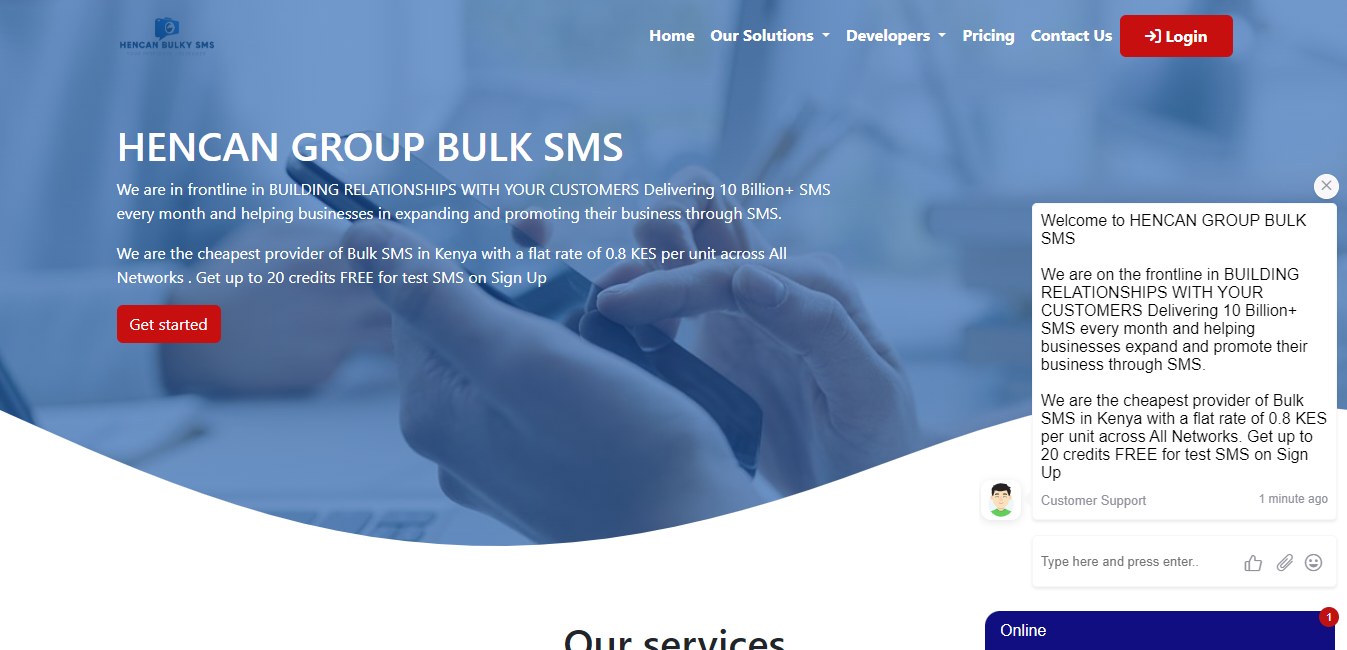 HENCAN BULKY SMS
Home
Our Solutions
Developers
Pricing
Contact Us
Login
HENCAN GROUP BULK SMS
We are in frontline in BUILDING RELATIONSHIPS WITH YOUR CUSTOMERS Delivering 10 Billion+ SMS
every month and helping businesses in expanding and promoting their business through SMS.
We are the cheapest provider of Bulk SMS in Kenya with a flat rate of 0.8 KES per unit across All
Networks . Get up to 20 credits FREE for test SMS on Sign Up
Get started
Welcome to HENCAN GROUP BULK
SMS
We are on the frontline in BUILDING
RELATIONSHIPS WITH YOUR
CUSTOMERS Delivering 10 Billion+
SMS every month and helping
businesses expand and promote their
business through SMS.
We are the cheapest provider of Bulk
SMS in Kenya with a flat rate of 0.8 KES
per unit across All Networks. Get up to
20 credits FREE for test SMS on Sign
Up
Customer Support
1 minute ago
Type here and press enter..
1
Online
Our services